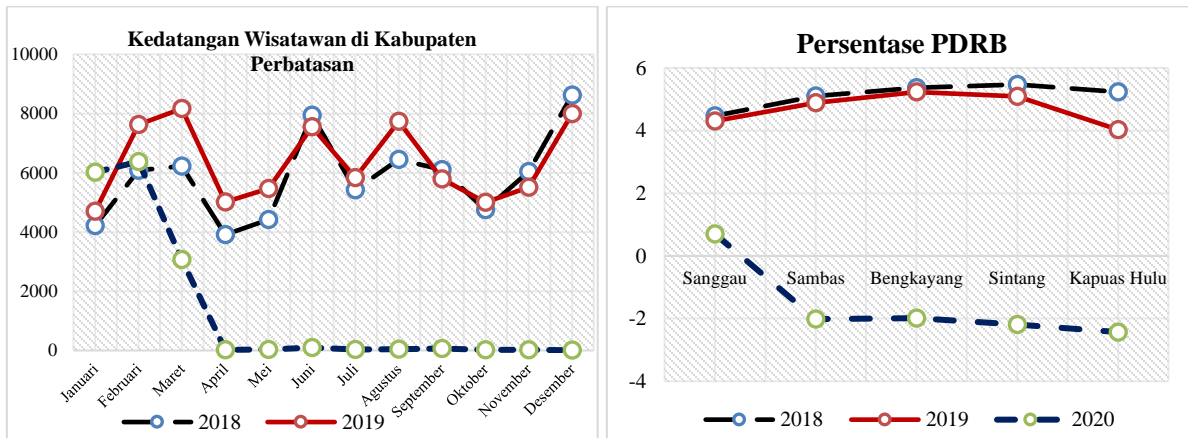 Kedatangan Wisatawan di Kabupaten
Perbatasan
10000
8000
6000
4000
2000
0
Januari
Februari
Maret
April
Mei
Juni
Juli
Agustus
September
Oktober
November
Desember
2018
2019
Persentase PDRB
6
4
2
0
-2
-4
Sanggau
Sambas
Bengkayang
Sintang
Kapuas Hulu
2018
2019
2020